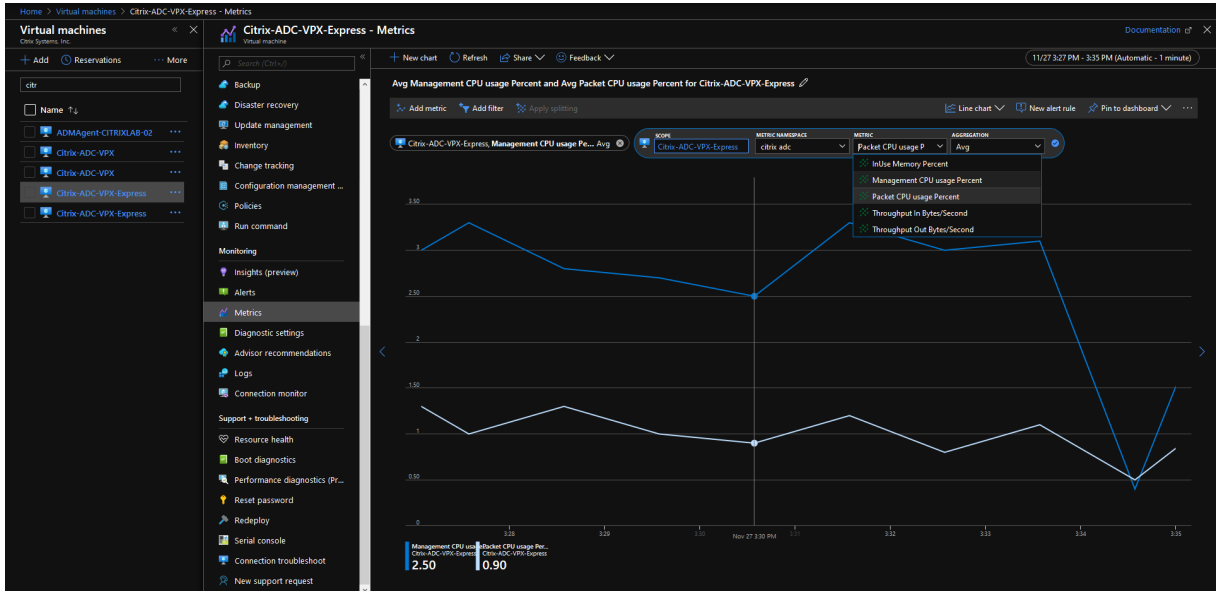 Home > Virtual machines > Citrix-ADC-VPX-Express - Metrics
Virtual machines
Citrix Systems, Inc.
+ Add Reservations ··· More
citr
Name ↑↓
ADMAgent-CITRIXLAB-02 ···
Citrix-ADC-VPX ···
Citrix-ADC-VPX ···
Citrix-ADC-VPX-Express ···
Citrix-ADC-VPX-Express ···
Citrix-ADC-VPX-Express - Metrics
Virtual machine
Documentation
Search (Ctrl+/)
Backup
Disaster recovery
Update management
Inventory
Change tracking
Configuration management ...
Policies
Run command
Monitoring
Insights (preview)
Alerts
Metrics
Diagnostic settings
Advisor recommendations
Logs
Connection monitor
Support + troubleshooting
Resource health
Boot diagnostics
Performance diagnostics (Pr...
Reset password
Redeploy
Serial console
Connection troubleshoot
New support request
+ New chart Refresh Share Feedback
11/27 3:27 PM - 3:35 PM (Automatic - 1 minute)
Avg Management CPU usage Percent and Avg Packet CPU usage Percent for Citrix-ADC-VPX-Express
Add metric Add filter Apply splitting
Line chart New alert rule Pin to dashboard ···
Citrix-ADC-VPX-Express, Management CPU usage Pe... Avg
SCOPE METRIC NAMESPACE METRIC AGGREGATION
Citrix-ADC-VPX-Express citrix adc Packet CPU usage P Avg
InUse Memory Percent
Management CPU usage Percent
Packet CPU usage Percent
Throughput In Bytes/Second
Throughput Out Bytes/Second
3.50
3
2.50
2
1.50
1
0.50
0
3:28 3:29 3:30 Nov 27 3:30 PM 3:31 3:32 3:33 3:34 3:35
Management CPU usa
Citrix-ADC-VPX-Express
2.50
Packet CPU usage Per...
Citrix-ADC-VPX-Express
0.90